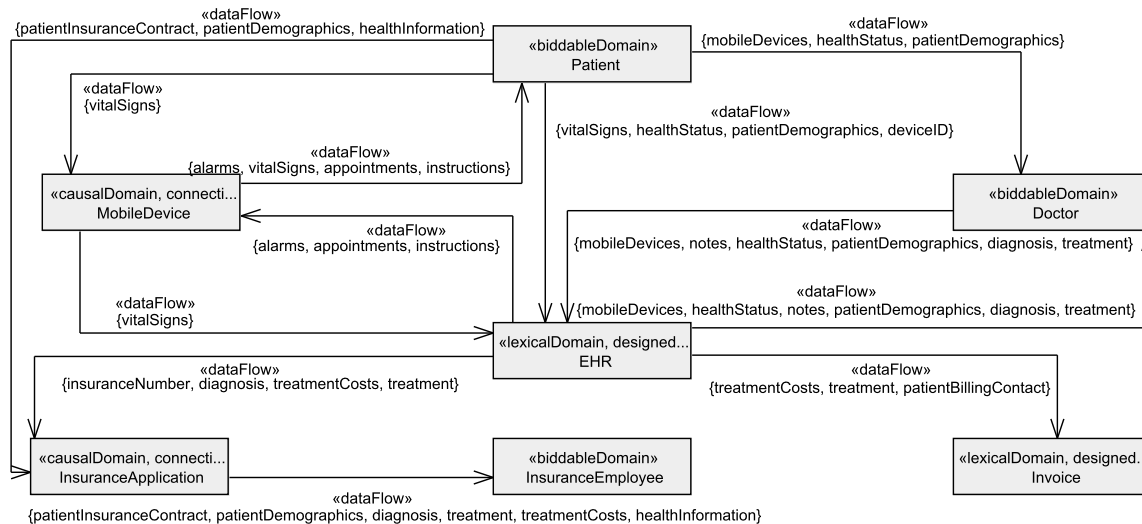 «dataFlow»
{patientInsuranceContract, patientDemographics, healthInformation}
«biddableDomain»
Patient
«dataFlow»
{mobileDevices, healthStatus, patientDemographics}
«dataFlow»
{vitalSigns}
«dataFlow»
{vitalSigns, healthStatus, patientDemographics, deviceID}
«dataFlow»
{alarms, vitalSigns, appointments, instructions}
«causalDomain, connecti...
MobileDevice
«biddableDomain»
Doctor
«dataFlow»
{alarms, appointments, instructions}
«dataFlow»
{mobileDevices, notes, healthStatus, patientDemographics, diagnosis, treatment}
«dataFlow»
{vitalSigns}
«dataFlow»
{mobileDevices, healthStatus, notes, patientDemographics, diagnosis, treatment}
«lexicalDomain, designed...
EHR
«dataFlow»
{insuranceNumber, diagnosis, treatmentCosts, treatment}
«dataFlow»
{treatmentCosts, treatment, patientBillingContact}
«causalDomain, connecti...
InsuranceApplication
«biddableDomain»
InsuranceEmployee
«lexicalDomain, designed...
Invoice
«dataFlow»
{patientInsuranceContract, patientDemographics, diagnosis, treatment, treatmentCosts, healthInformation}